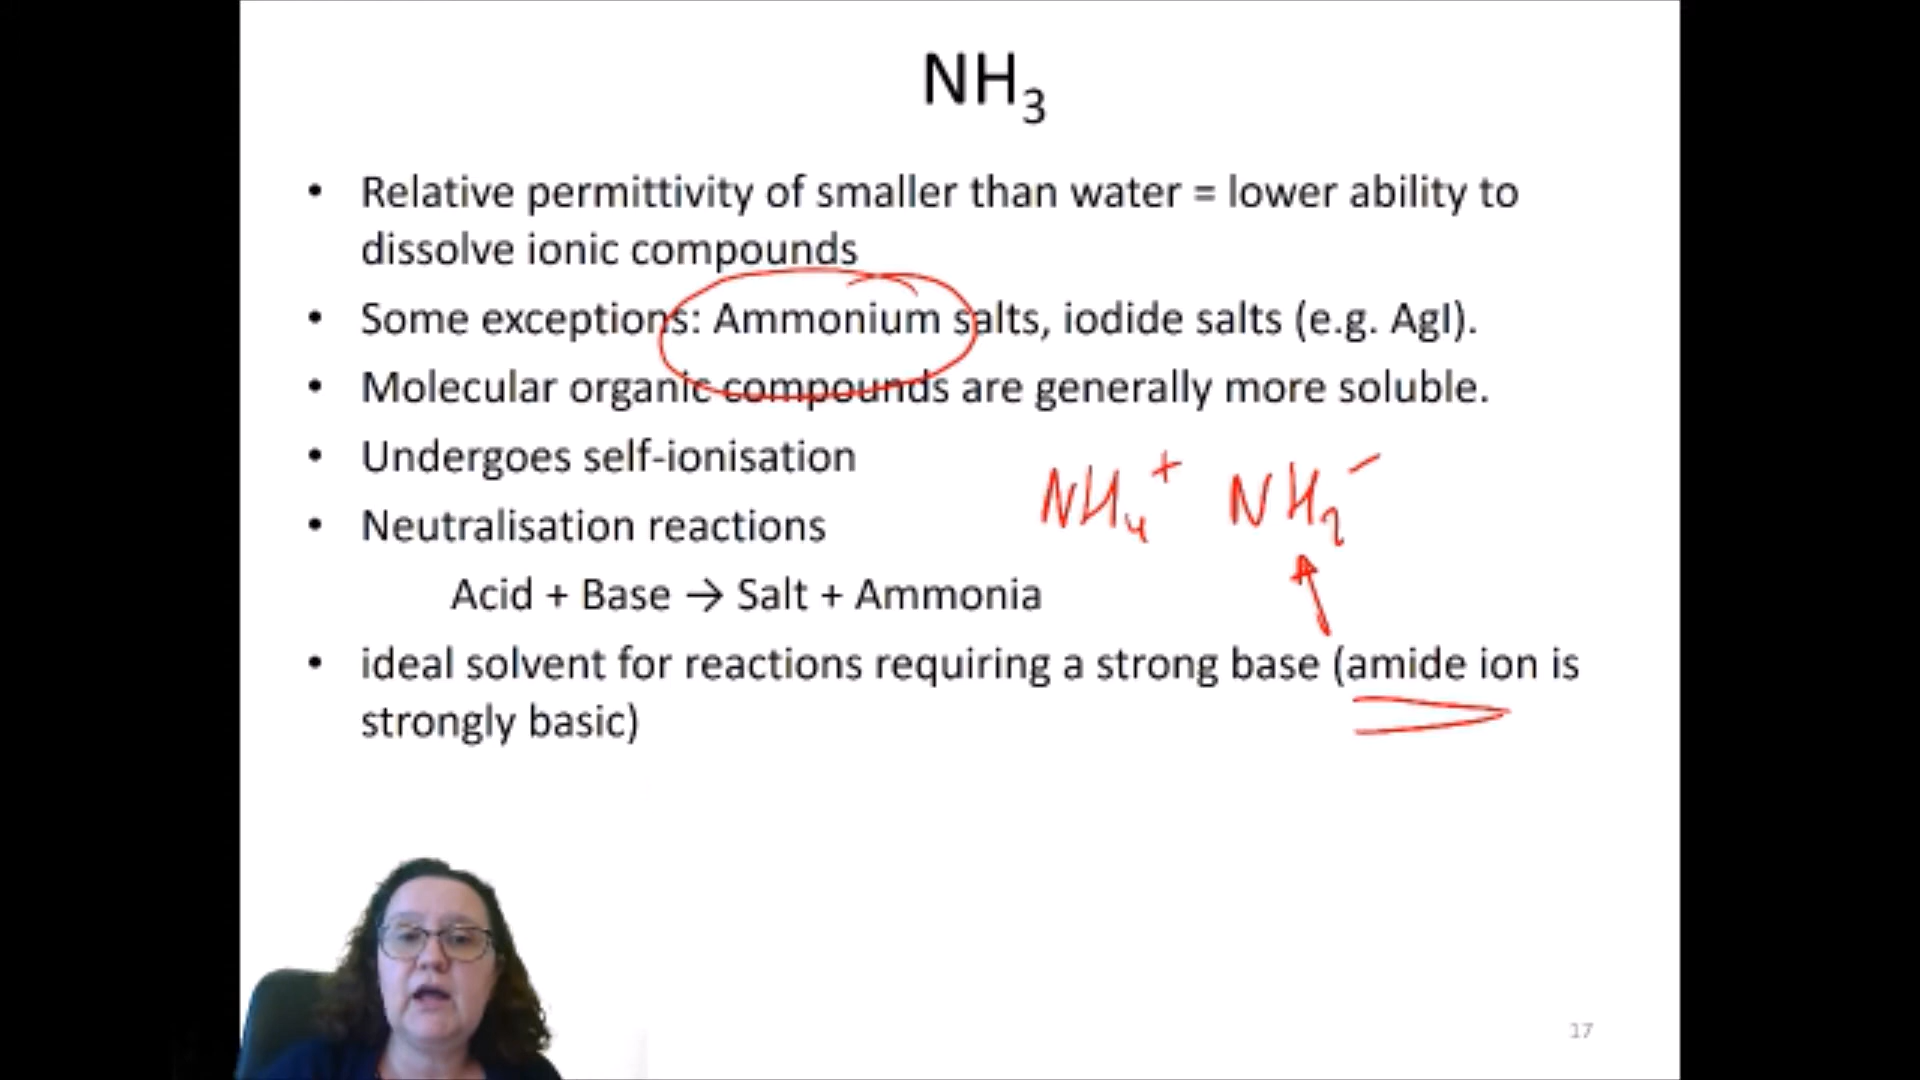 NH₃
• Relative permittivity of smaller than water = lower ability to
dissolve ionic compounds
• Some exceptions: Ammonium salts, iodide salts (e.g. AgI).
• Molecular organic compounds are generally more soluble.
• Undergoes self-ionisation
NH₄⁺ NH₂⁻
• Neutralisation reactions
Acid + Base → Salt + Ammonia
• ideal solvent for reactions requiring a strong base (amide ion is
strongly basic)
17